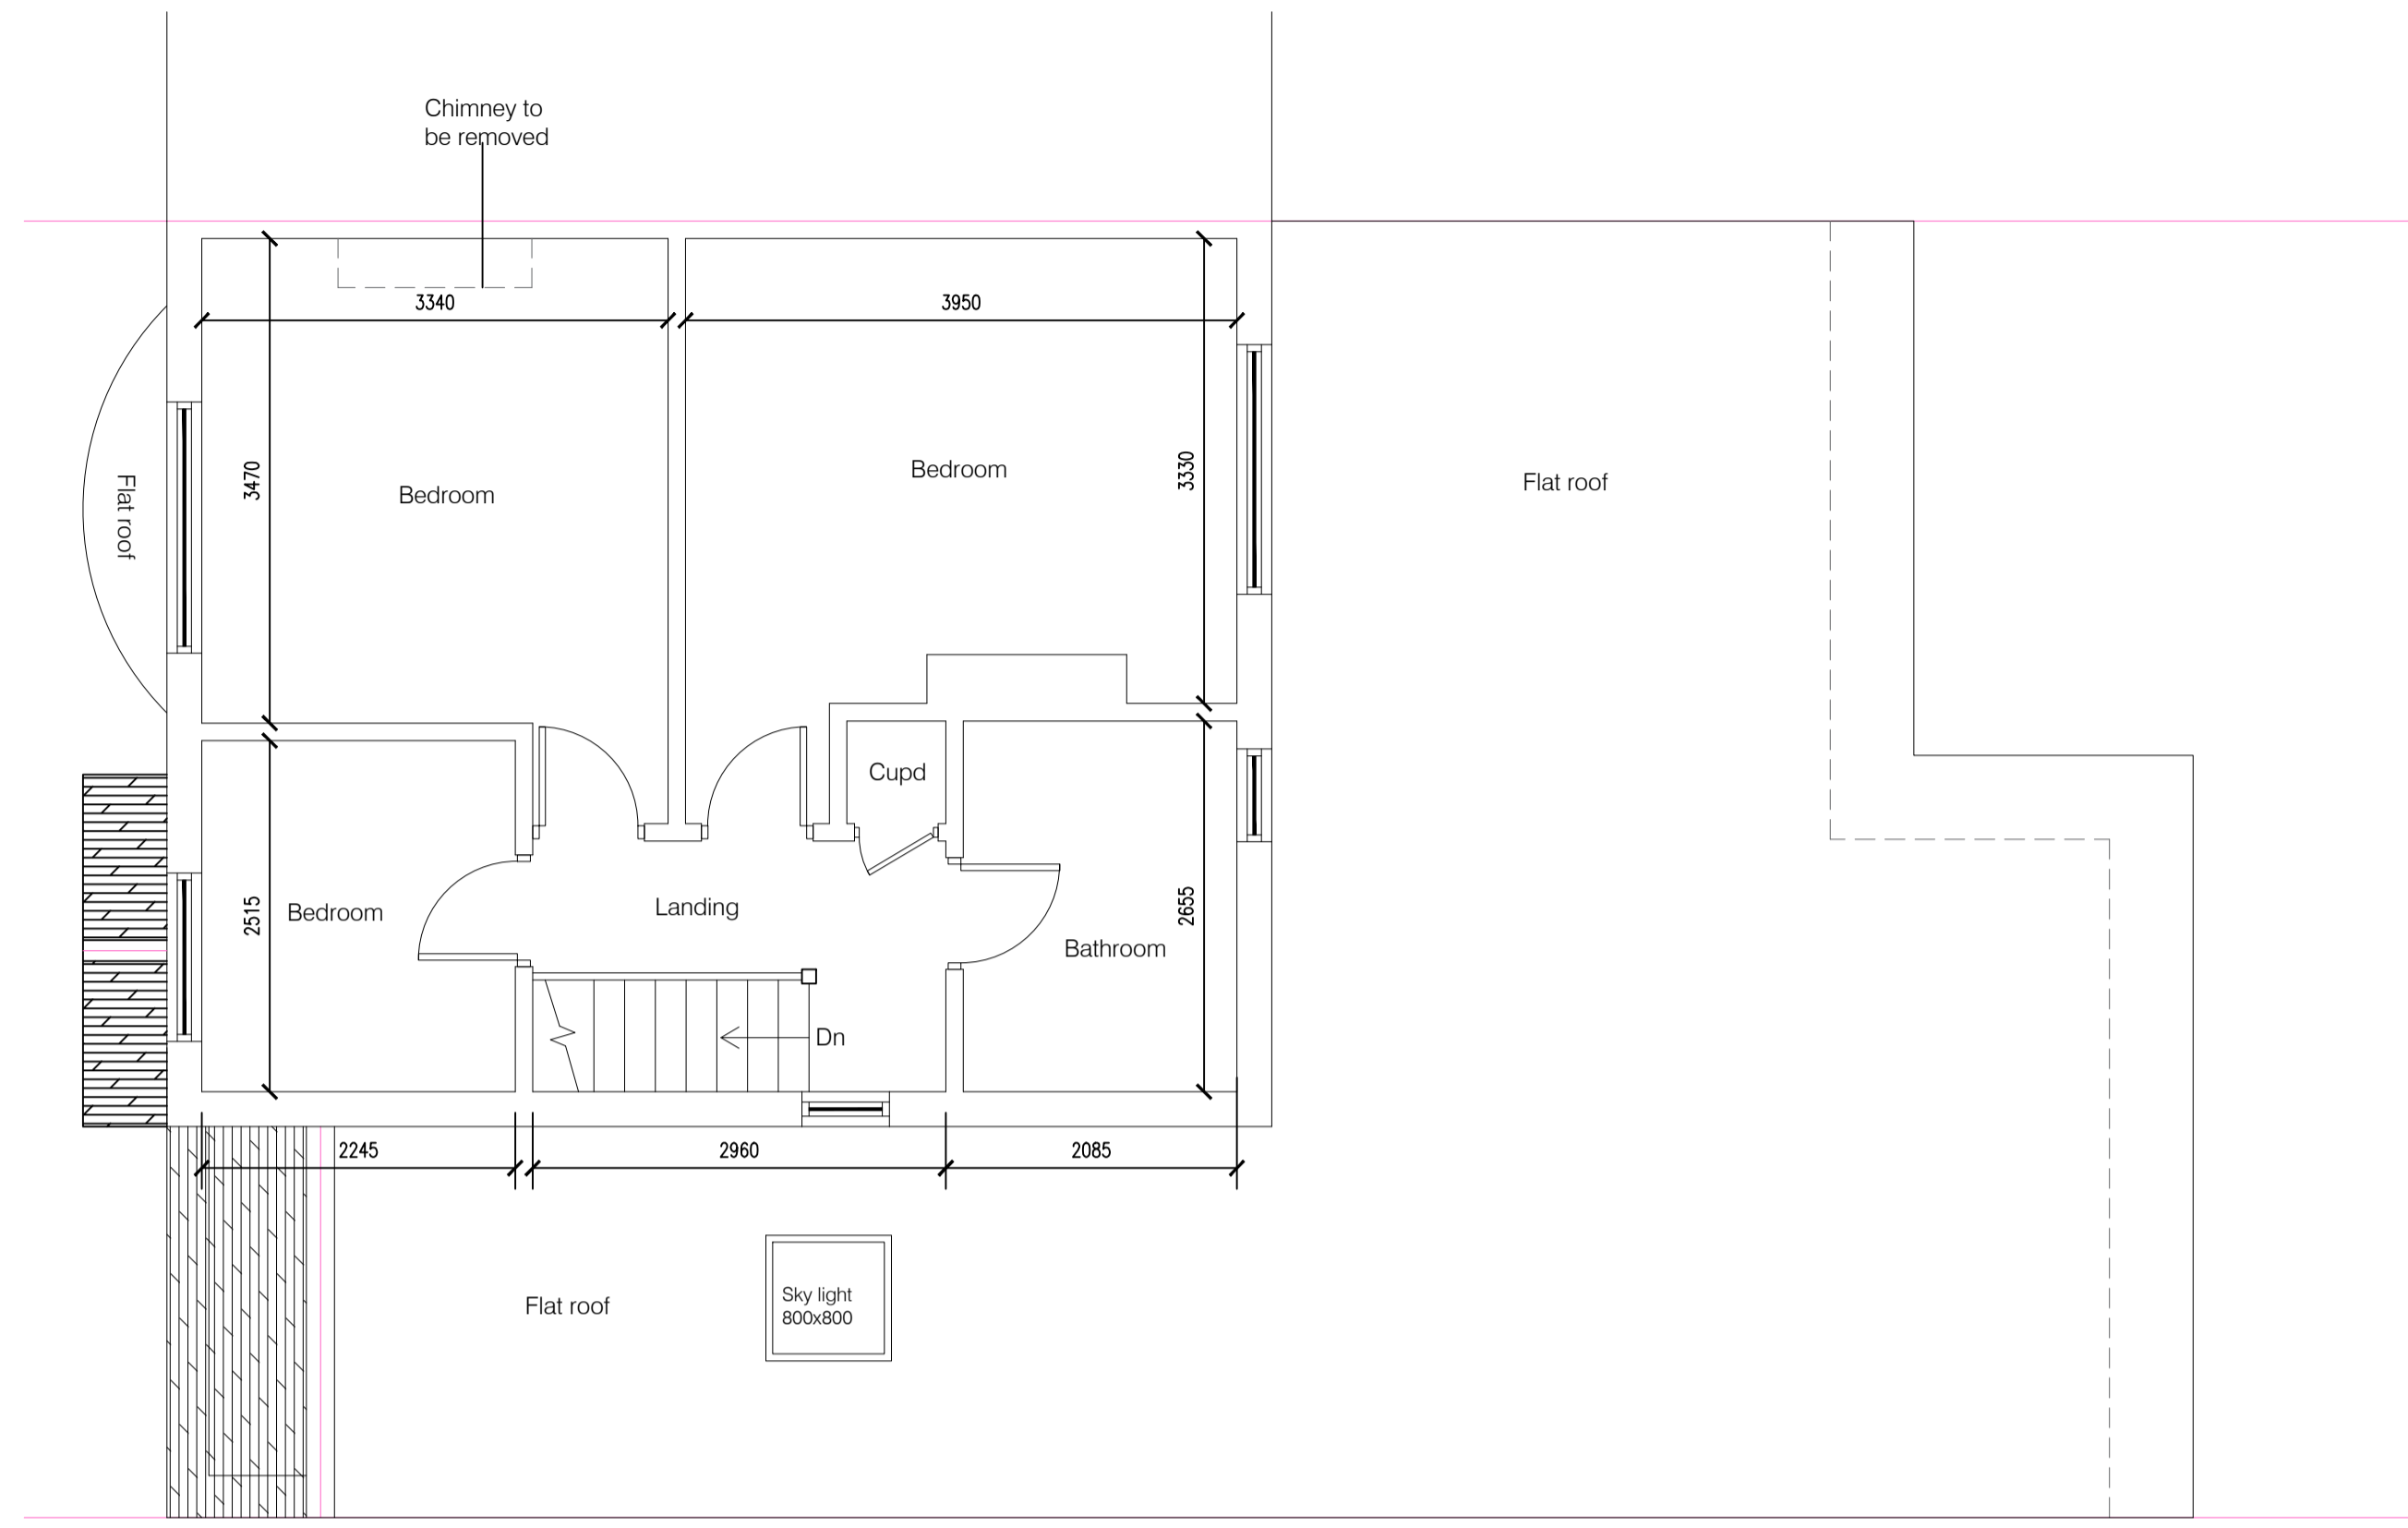 Chimney to
be removed
3340
3950
3470
Bedroom
Bedroom
3330
Flat roof
Flat roof
Cupd
2515
Bedroom
Landing
2655
Bathroom
Dn
2245
2960
2085
Sky light
800x800
Flat roof